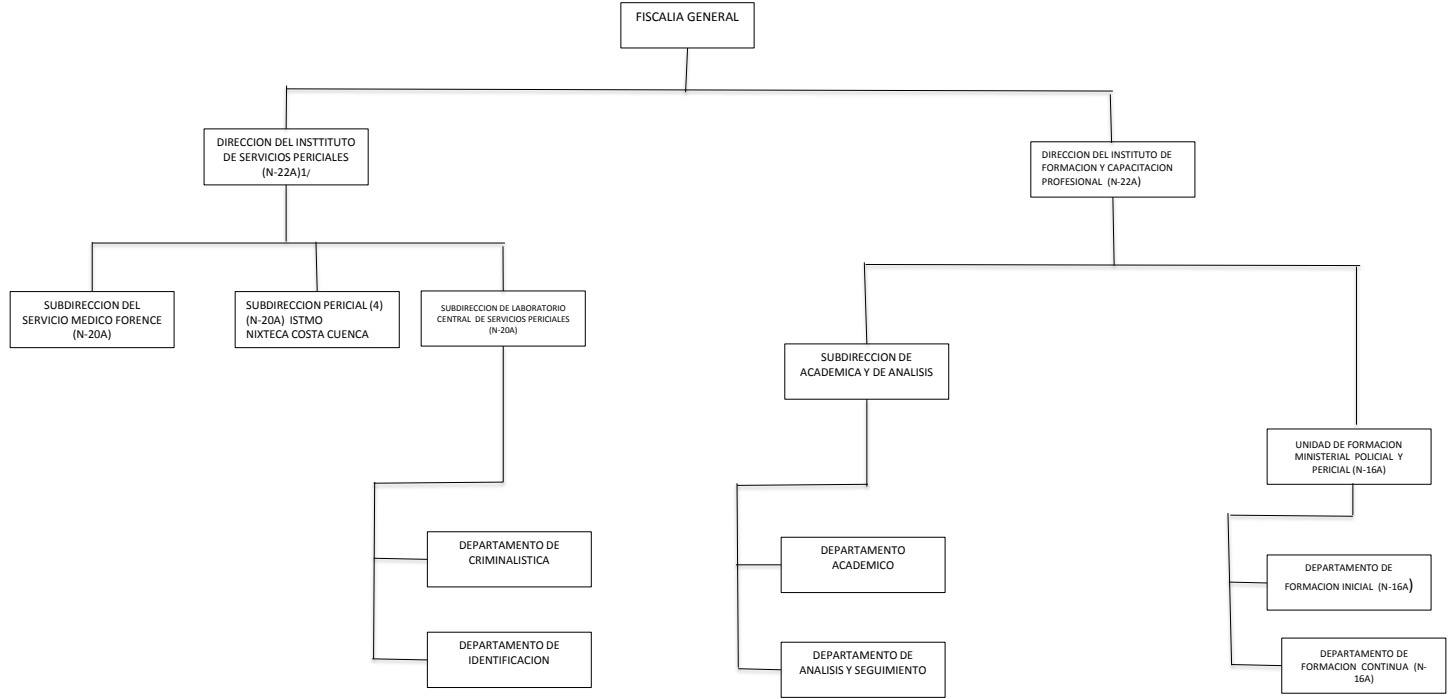 FISCALIA GENERAL
DIRECCION DEL INSTTITUTO
DE SERVICIOS PERICIALES
(N-22A)1/
DIRECCION DEL INSTITUTO DE
FORMACION Y CAPACITACION
PROFESIONAL (N-22A)
SUBDIRECCION DEL
SERVICIO MEDICO FORENCE
(N-20A)
SUBDIRECCION PERICIAL (4)
(N-20A) ISTMO
NIXTECA COSTA CUENCA
SUBDIRECCION DE LABORATORIO
CENTRAL DE SERVICIOS PERICIALES
(N-20A)
SUBDIRECCION DE
ACADEMICA Y DE ANALISIS
UNIDAD DE FORMACION
MINISTERIAL POLICIAL Y
PERICIAL (N-16A)
DEPARTAMENTO DE
CRIMINALISTICA
DEPARTAMENTO
ACADEMICO
DEPARTAMENTO DE
FORMACION INICIAL (N-16A)
DEPARTAMENTO DE
IDENTIFICACION
DEPARTAMENTO DE
ANALISIS Y SEGUIMIENTO
DEPARTAMENTO DE
FORMACION CONTINUA (N-
16A)